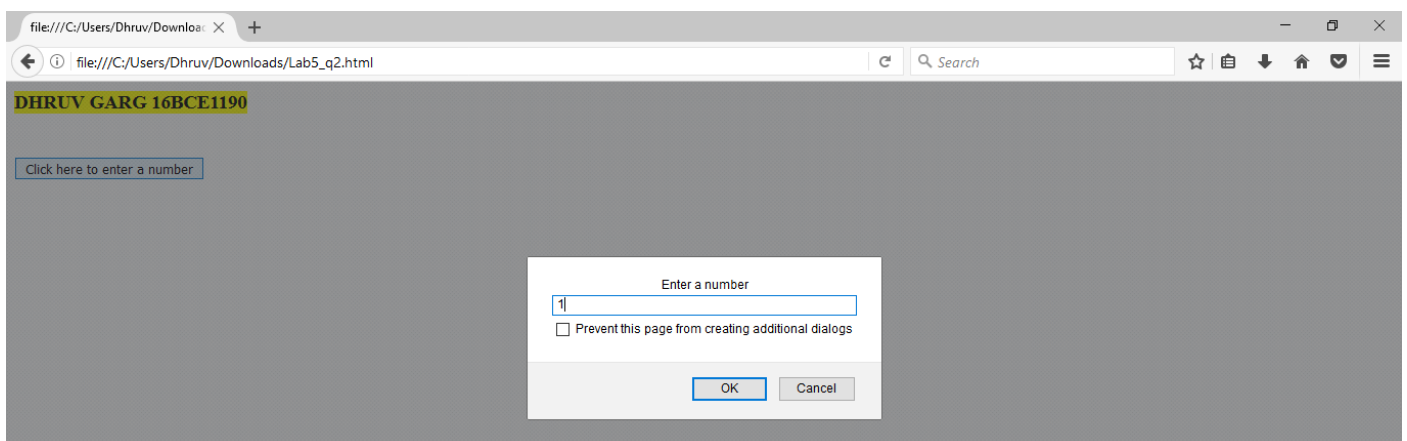 file:///C:/Users/Dhruv/Downloac
file:///C:/Users/Dhruv/Downloads/Lab5_q2.html
Search
DHRUV GARG 16BCE1190
Click here to enter a number
Enter a number
1
Prevent this page from creating additional dialogs
OK Cancel